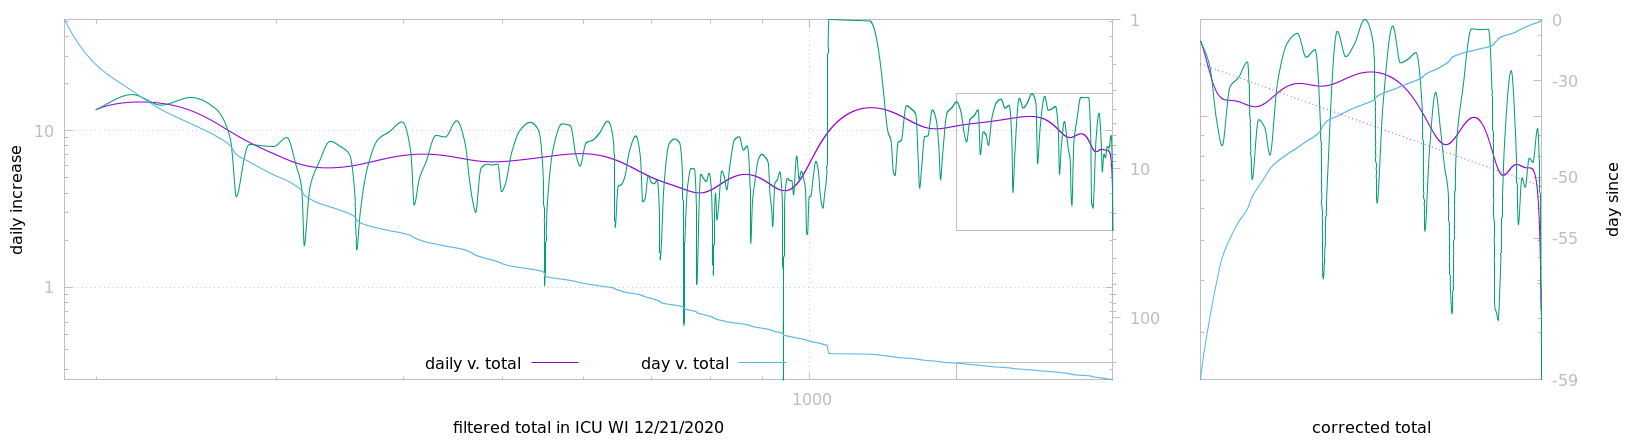 daily increase
10
1
daily v. total
day v. total
1000
filtered total in ICU WI 12/21/2020
1
10
100
0
-30
-50
-55
-59
day since
corrected total